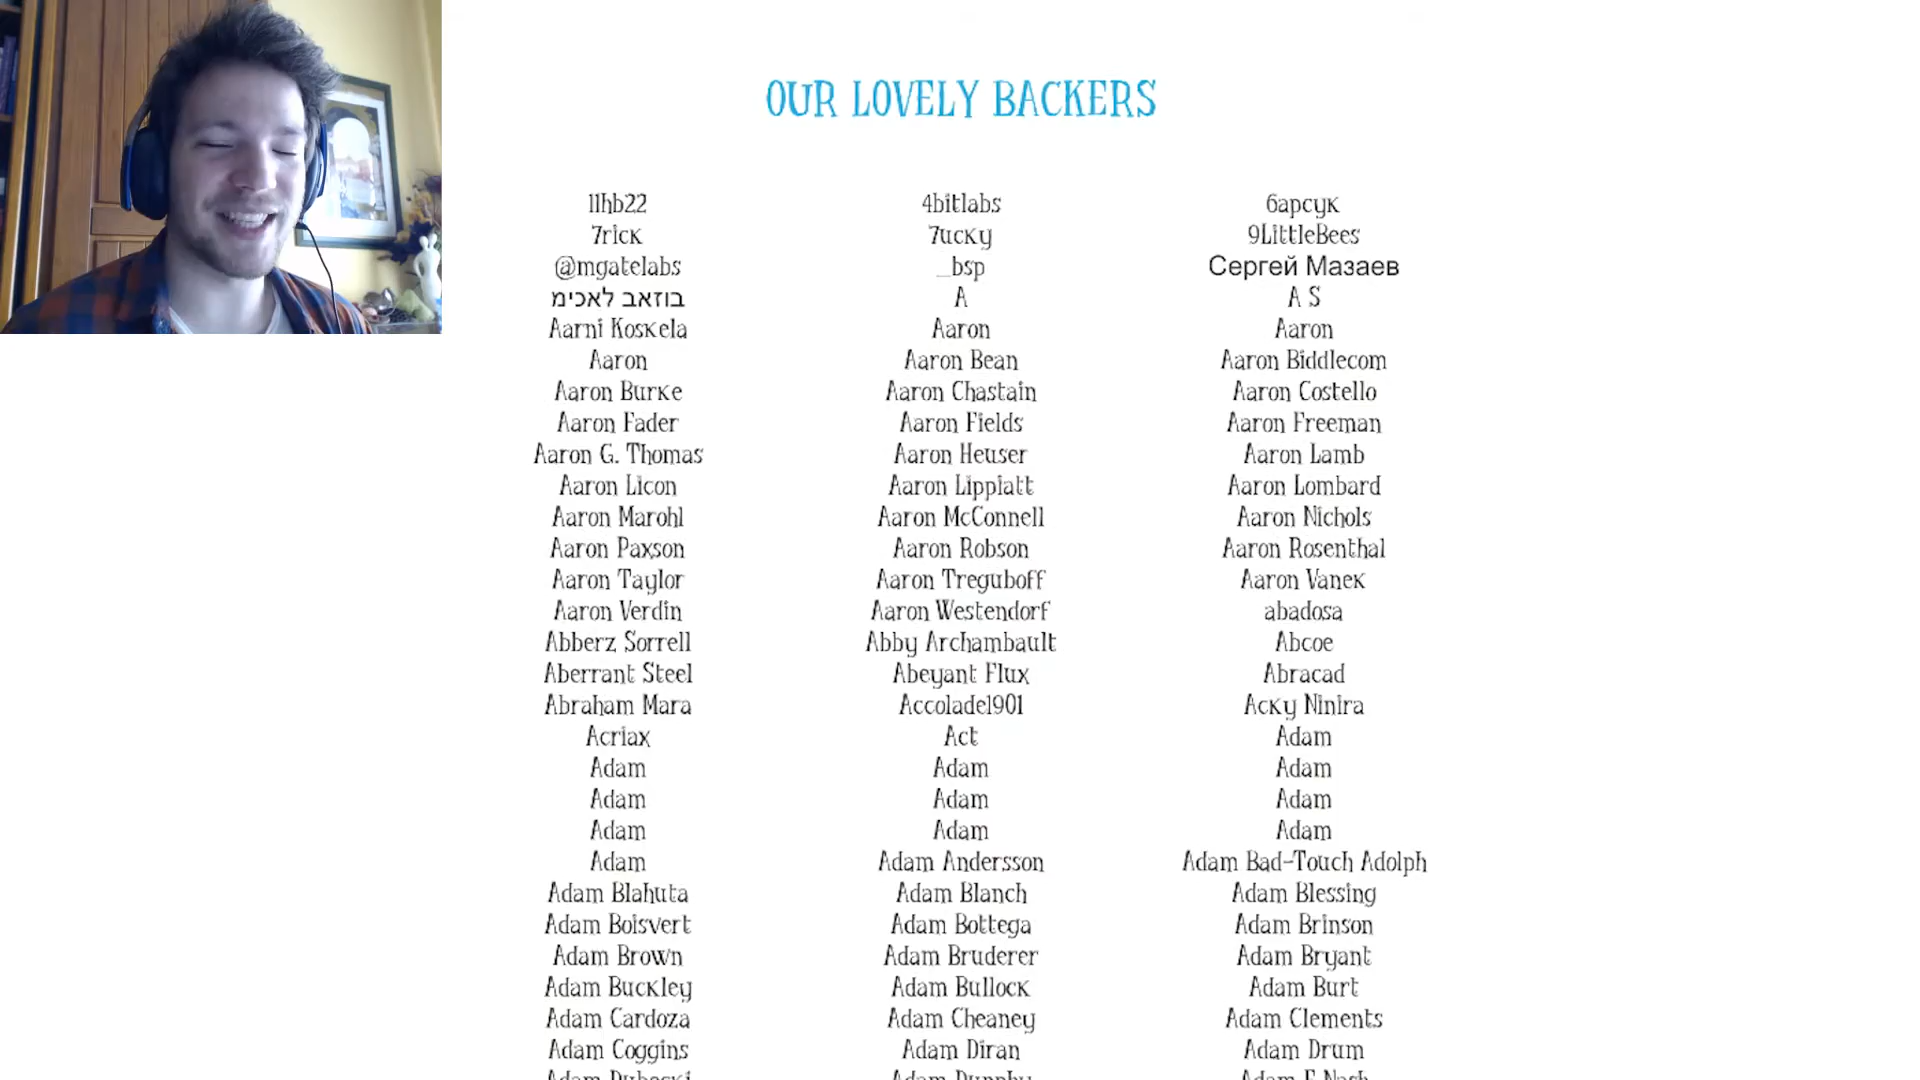 OUR LOVELY BACKERS
11hb22 4bitlabs 6apcyk
7rick 7ucky 9LittleBees
@mgatelabs _bsp Сергей Мазаев
מיכאל בוזאב A A S
Aarni Koskela Aaron Aaron
Aaron Aaron Bean Aaron Biddlecom
Aaron Burke Aaron Chastain Aaron Costello
Aaron Fader Aaron Fields Aaron Freeman
Aaron G. Thomas Aaron Heuser Aaron Lamb
Aaron Licon Aaron Lippiatt Aaron Lombard
Aaron Marohl Aaron McConnell Aaron Nichols
Aaron Paxson Aaron Robson Aaron Rosenthal
Aaron Taylor Aaron Treguboff Aaron Vanek
Aaron Verdin Aaron Westendorf abadosa
Abberz Sorrell Abby Archambault Abcoe
Aberrant Steel Abeyant Flux Abracad
Abraham Mara Accolade1901 Acky Ninira
Acriax Act Adam
Adam Adam Adam
Adam Adam Adam
Adam Adam Adam
Adam Adam Andersson Adam Bad-Touch Adolph
Adam Blahuta Adam Blanch Adam Blessing
Adam Boisvert Adam Bottega Adam Brinson
Adam Brown Adam Bruderer Adam Bryant
Adam Buckley Adam Bullock Adam Burt
Adam Cardoza Adam Cheaney Adam Clements
Adam Coggins Adam Diran Adam Drum
Adam Adam Adam